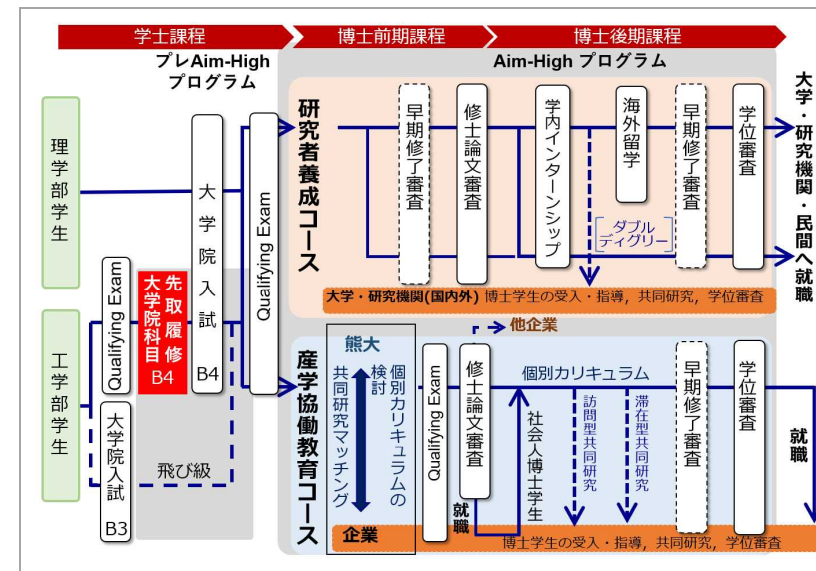 学士課程
博士前期課程
博士後期課程
プレAim-High
プログラム
Aim-High プログラム
理学部学生
工学部学生
Qualifying Exam
大学院入試
B3
先取履修
大学院科目
B4
大学院入試
B4
飛び級
Qualifying Exam
研究者養成コース
早期修了審査
修士論文審査
学内インターンシップ
海外留学
ダブル
ディグリー
早期修了審査
学位審査
大学・研究機関・民間へ就職
大学・研究機関(国内外) 博士学生の受入・指導，共同研究，学位審査
他企業
産学協働教育コース
熊大
個別カリキュラムの
検討
共同研究マッチング
企業
Qualifying Exam
修士論文審査
就職
社会人博士学生
個別カリキュラム
訪問型共同研究
滞在型共同研究
早期修了審査
学位審査
就職
博士学生の受入・指導，共同研究，学位審査